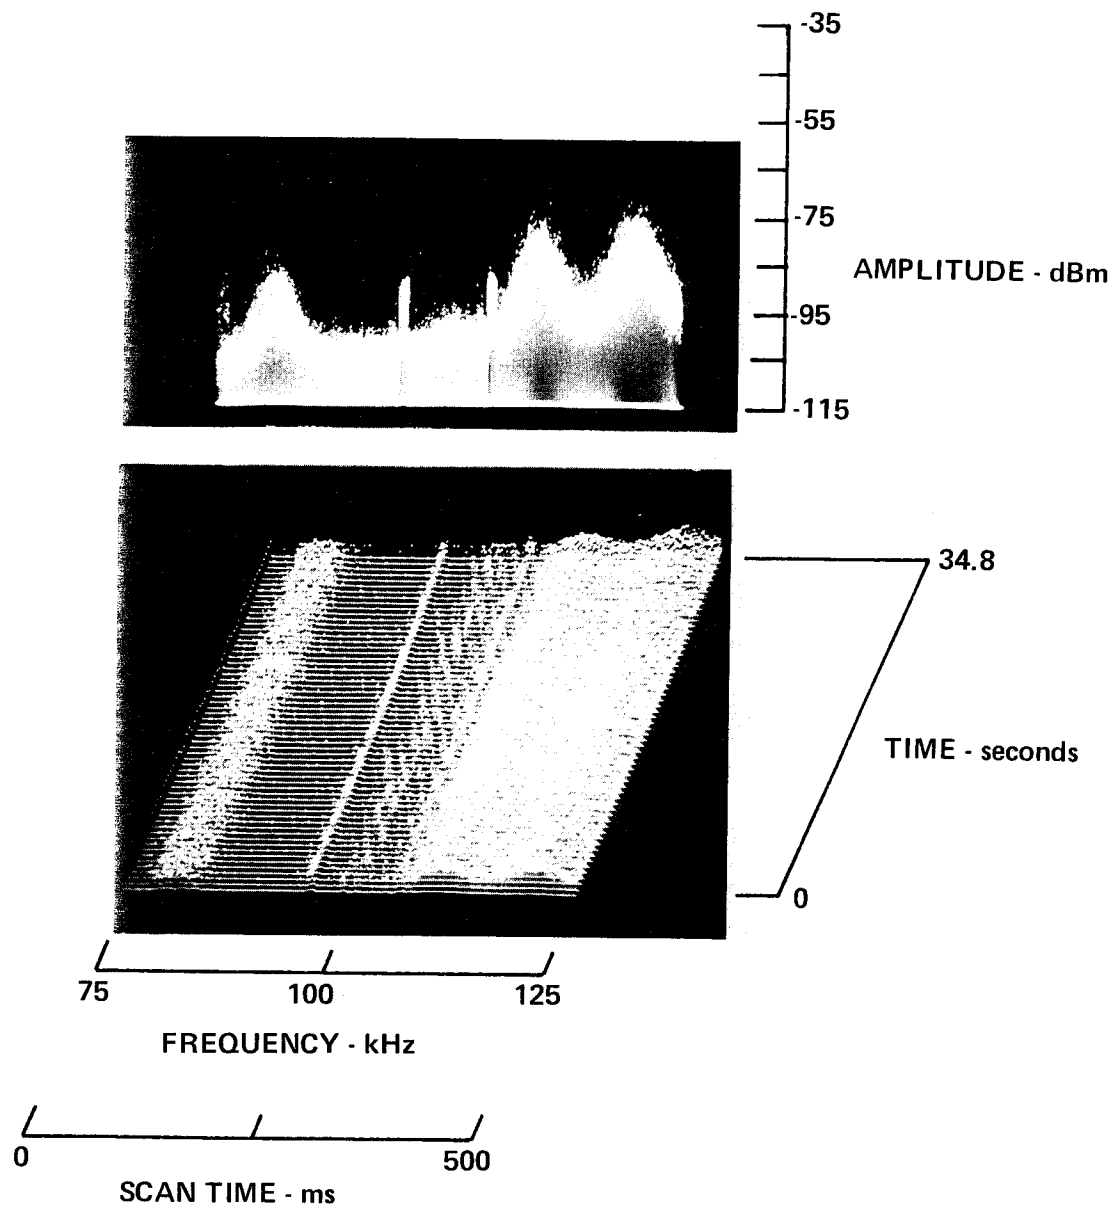 -35
-55
-75
AMPLITUDE - dBm
-95
-115
34.8
TIME - seconds
0
75 100 125
FREQUENCY - kHz
0 500
SCAN TIME - ms